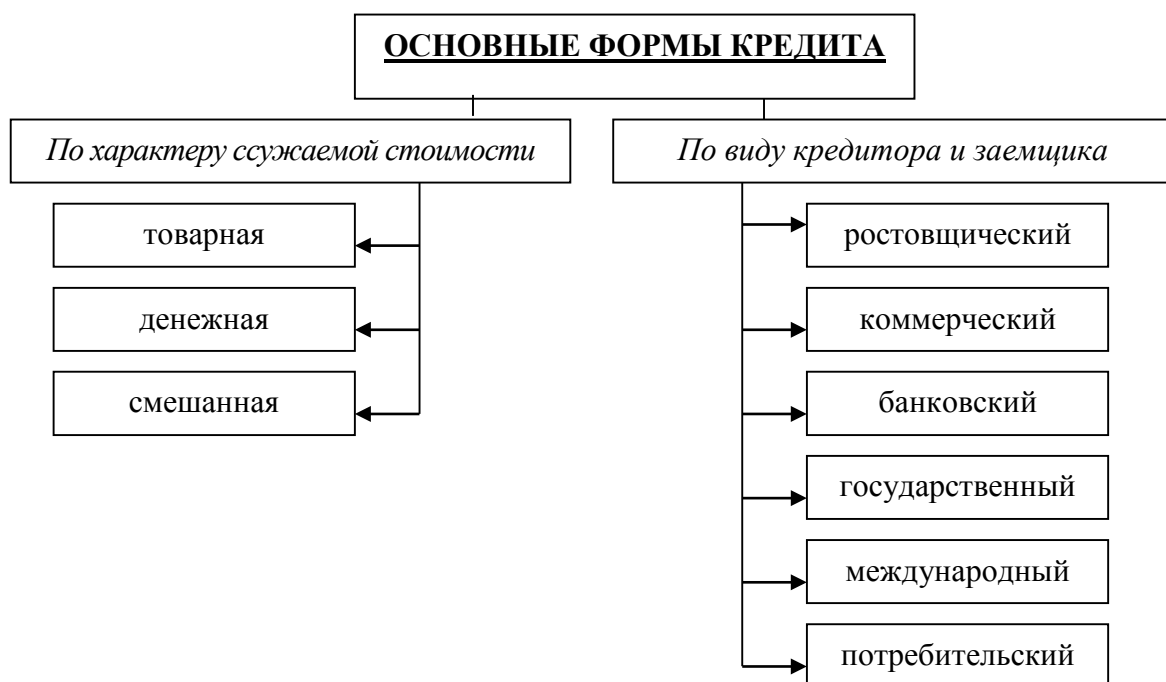 ОСНОВНЫЕ ФОРМЫ КРЕДИТА
По характеру ссужаемой стоимости
товарная
денежная
смешанная
По виду кредитора и заемщика
ростовщический
коммерческий
банковский
государственный
международный
потребительский